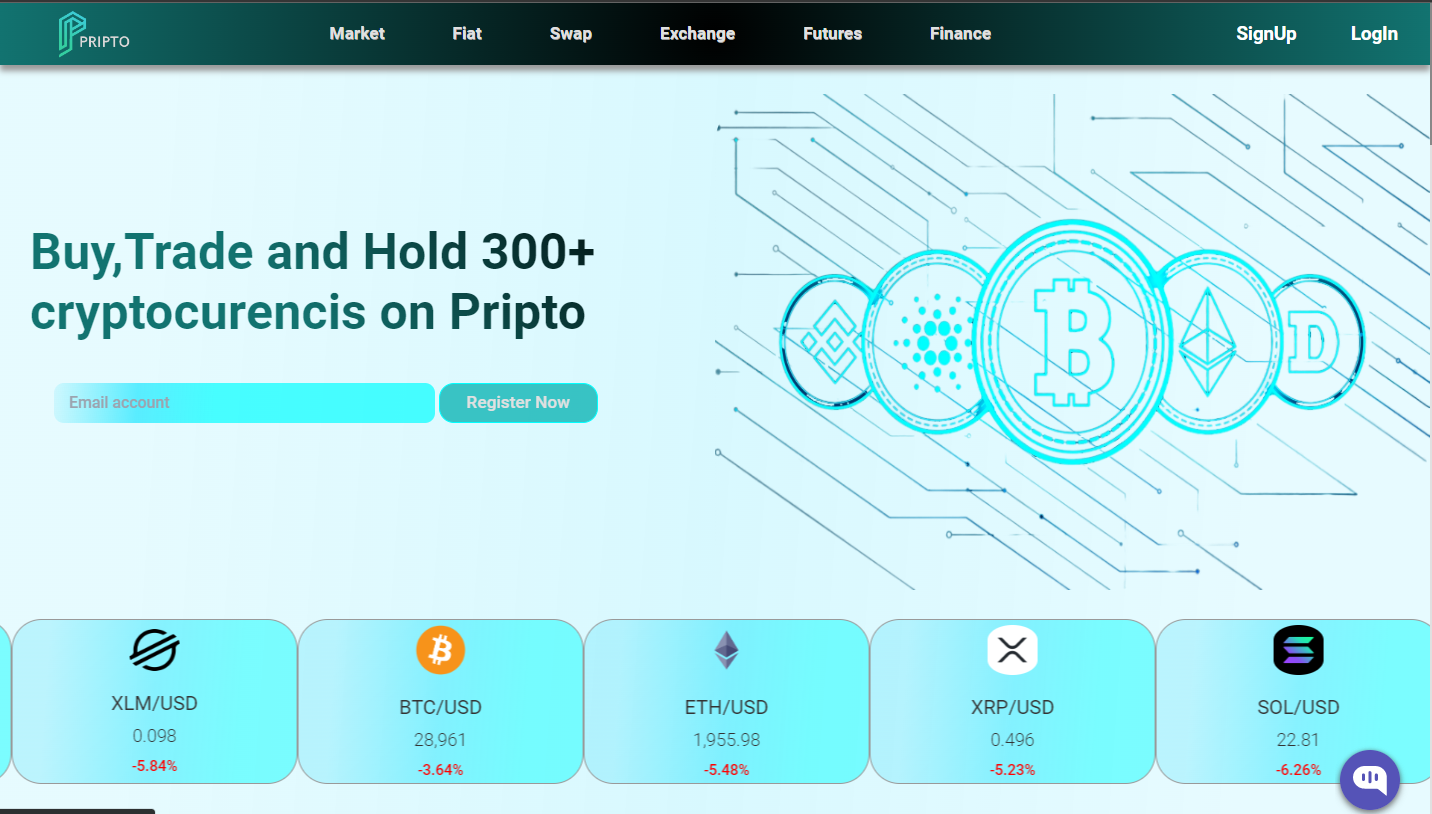 PRIPTO
Market Fiat Swap Exchange Futures Finance SignUp LogIn
Buy,Trade and Hold 300+
cryptocurencis on Pripto
Email account Register Now
XLM/USD BTC/USD ETH/USD XRP/USD SOL/USD
0.098 28,961 1,955.98 0.496 22.81
-5.84% -3.64% -5.48% -5.23% -6.26%